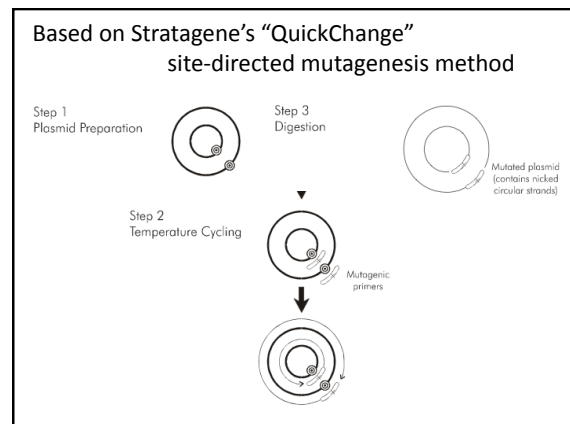 Based on Stratagene's “QuickChange”
site-directed mutagenesis method
Step 1
Plasmid Preparation
Step 2
Temperature Cycling
Mutagenic
primers
Step 3
Digestion
Mutated plasmid
(contains nicked
circular strands)